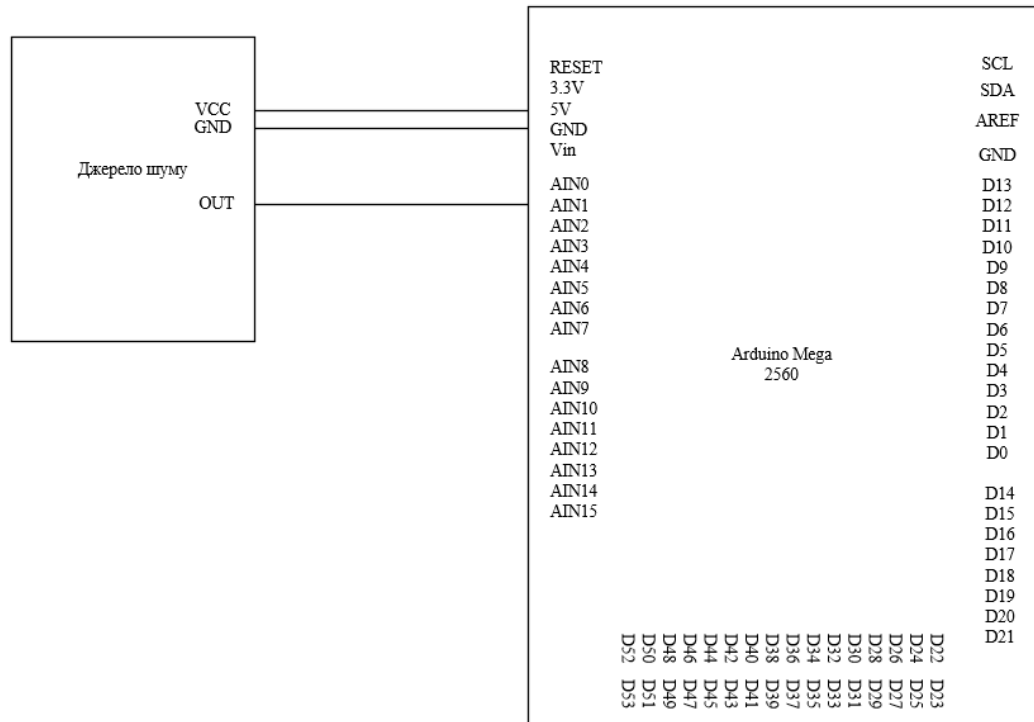 VCC
GND
Джерело шуму
OUT
RESET
3.3V
5V
GND
Vin
AIN0
AIN1
AIN2
AIN3
AIN4
AIN5
AIN6
AIN7
AIN8
AIN9
AIN10
AIN11
AIN12
AIN13
AIN14
AIN15
Arduino Mega
2560
SCL
SDA
AREF
GND
D13
D12
D11
D10
D9
D8
D7
D6
D5
D4
D3
D2
D1
D0
D14
D15
D16
D17
D18
D19
D20
D21
D52 D50 D48 D46 D44 D42 D40 D38 D36 D34 D32 D30 D28 D26 D24 D22
D53 D51 D49 D47 D45 D43 D41 D39 D37 D35 D33 D31 D29 D27 D25 D23